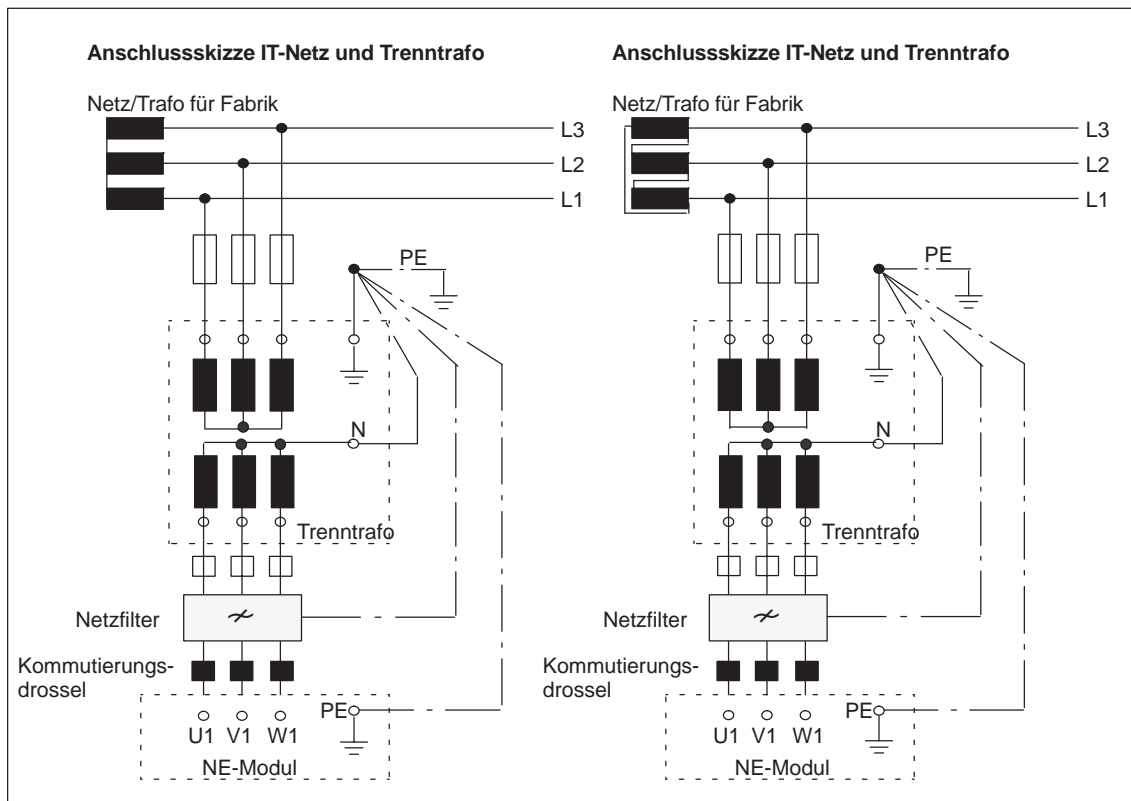 Anschlussskizze IT-Netz und Trenntrafo
Netz/Trafo für Fabrik
L3
L2
L1
PE
N
Trenntrafo
Netzfilter
Kommutierungs-
drossel
PE
U1 V1 W1
NE-Modul
Anschlussskizze IT-Netz und Trenntrafo
Netz/Trafo für Fabrik
L3
L2
L1
PE
N
Trenntrafo
Netzfilter
Kommutierungs-
drossel
PE
U1 V1 W1
NE-Modul